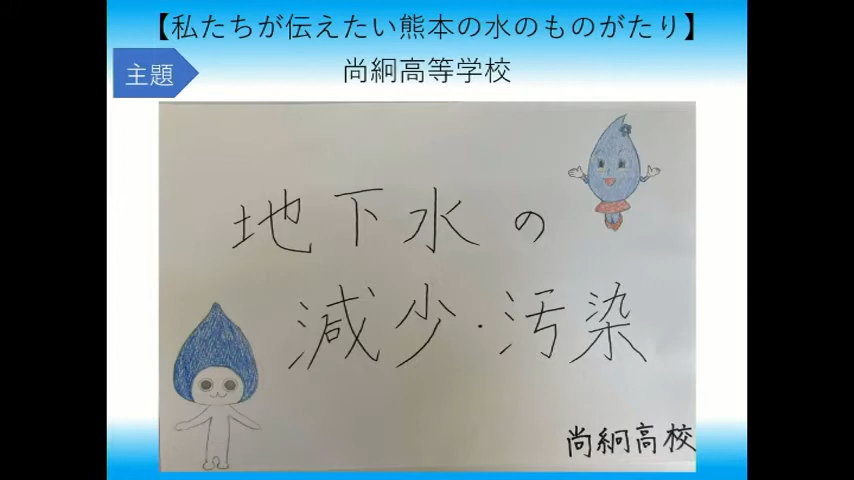 【私たちが伝えたい熊本の水のものがたり】
主題
尚絅高等学校
地下水の
減少・汚染
尚絅高校